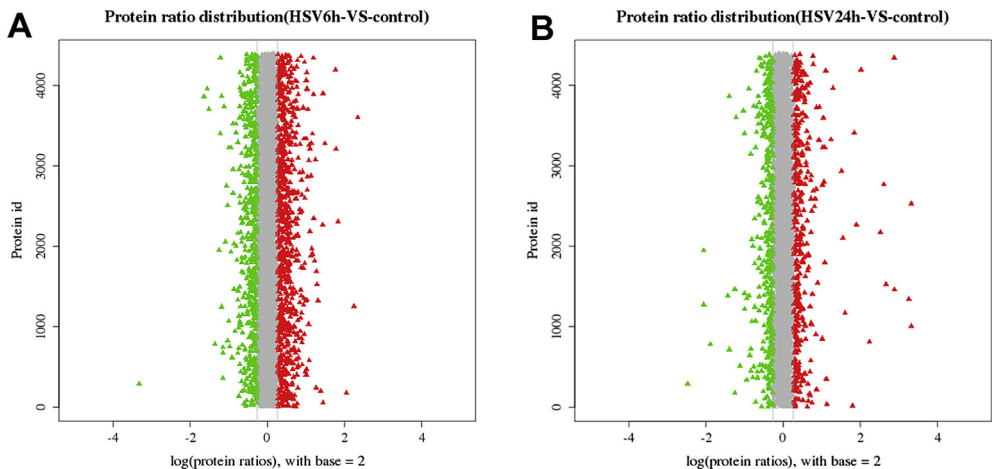 A
Protein ratio distribution(HSV6h-VS-control)
Protein id
4000
3000
2000
1000
0
-4
-2
0
2
4
log(protein ratios), with base = 2
B
Protein ratio distribution(HSV24h-VS-control)
Protein id
4000
3000
2000
1000
0
-4
-2
0
2
4
log(protein ratios), with base = 2